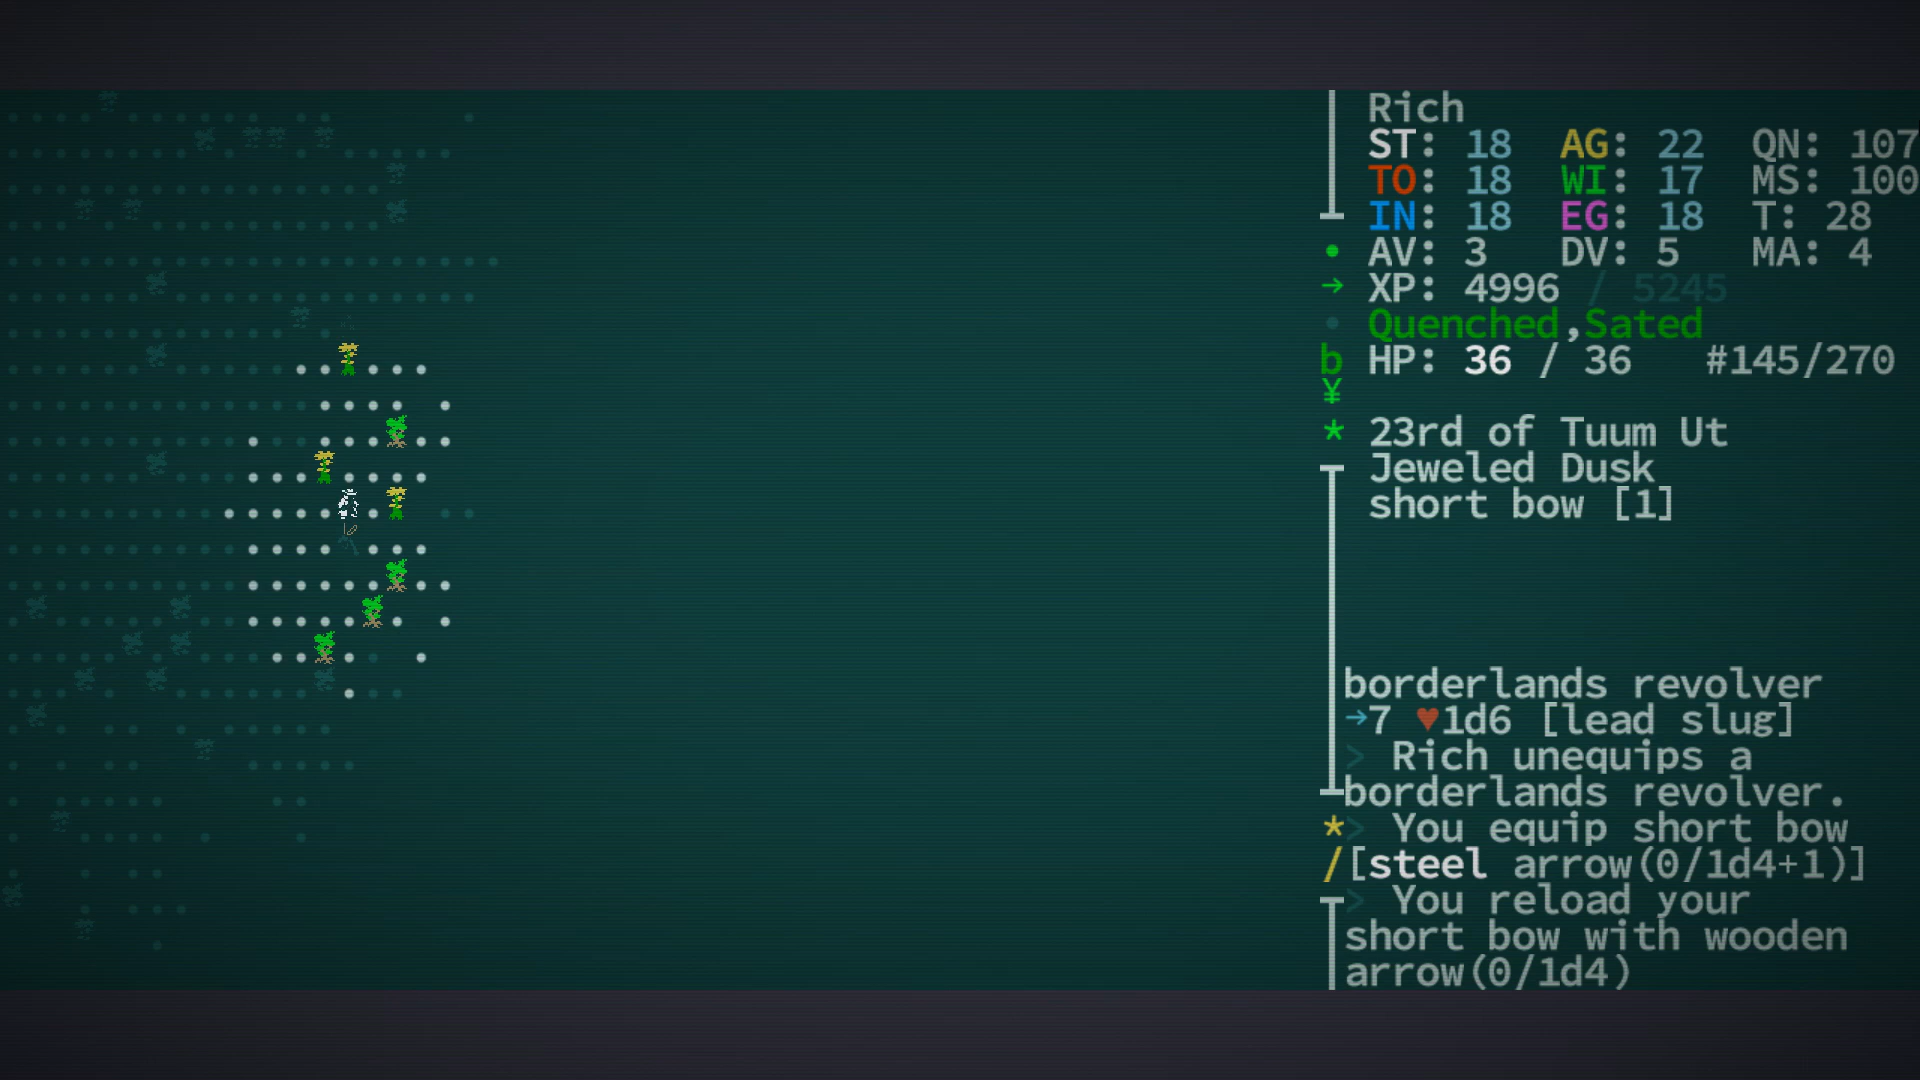 Rich
ST: 18 AG: 22 QN: 107
TO: 18 WI: 17 MS: 100
IN: 18 EG: 18 T: 28
• AV: 3 DV: 5 MA: 4
→ XP: 4996 / 5245
• Quenched,Sated
b HP: 36 / 36 #145/270
¥
* 23rd of Tuum Ut
Jeweled Dusk
short bow [1]
borderlands revolver
→7 ♥1d6 [lead slug]
> Rich unequips a
borderlands revolver.
*> You equip short bow
/[steel arrow(0/1d4+1)]
> You reload your
short bow with wooden
arrow(0/1d4)